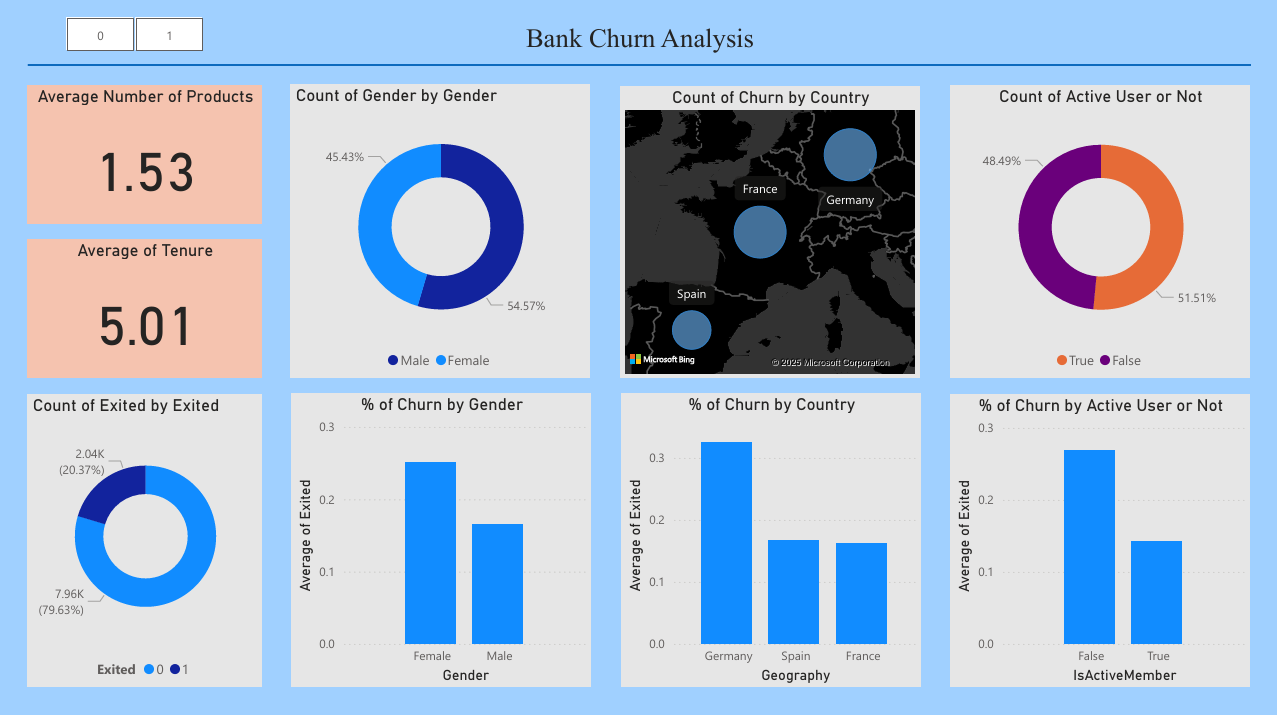 0
1
Bank Churn Analysis
Average Number of Products
1.53
Average of Tenure
5.01
Count of Gender by Gender
45.43%
54.57%
Male
Female
Count of Churn by Country
France
Germany
Spain
Microsoft Bing
© 2025 Microsoft Corporation
Count of Active User or Not
48.49%
51.51%
True
False
Count of Exited by Exited
2.04K
(20.37%)
7.96K
(79.63%)
Exited 0 1
% of Churn by Gender
Average of Exited
0.3
0.2
0.1
0.0
Female
Male
Gender
% of Churn by Country
Average of Exited
0.3
0.2
0.1
0.0
Germany
Spain
France
Geography
% of Churn by Active User or Not
Average of Exited
0.3
0.2
0.1
0.0
False
True
IsActiveMember